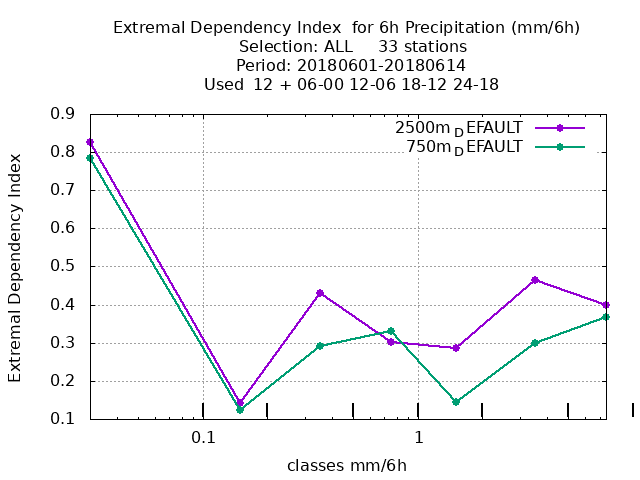 Extremal Dependency Index  for 6h Precipitation (mm/6h)
Selection: ALL     33 stations
Period: 20180601-20180614
Used  12 + 06-00 12-06 18-12 24-18
2500m_DEFAULT
750m_DEFAULT
Extremal Dependency Index
0.9
0.8
0.7
0.6
0.5
0.4
0.3
0.2
0.1
0.1 1
classes mm/6h